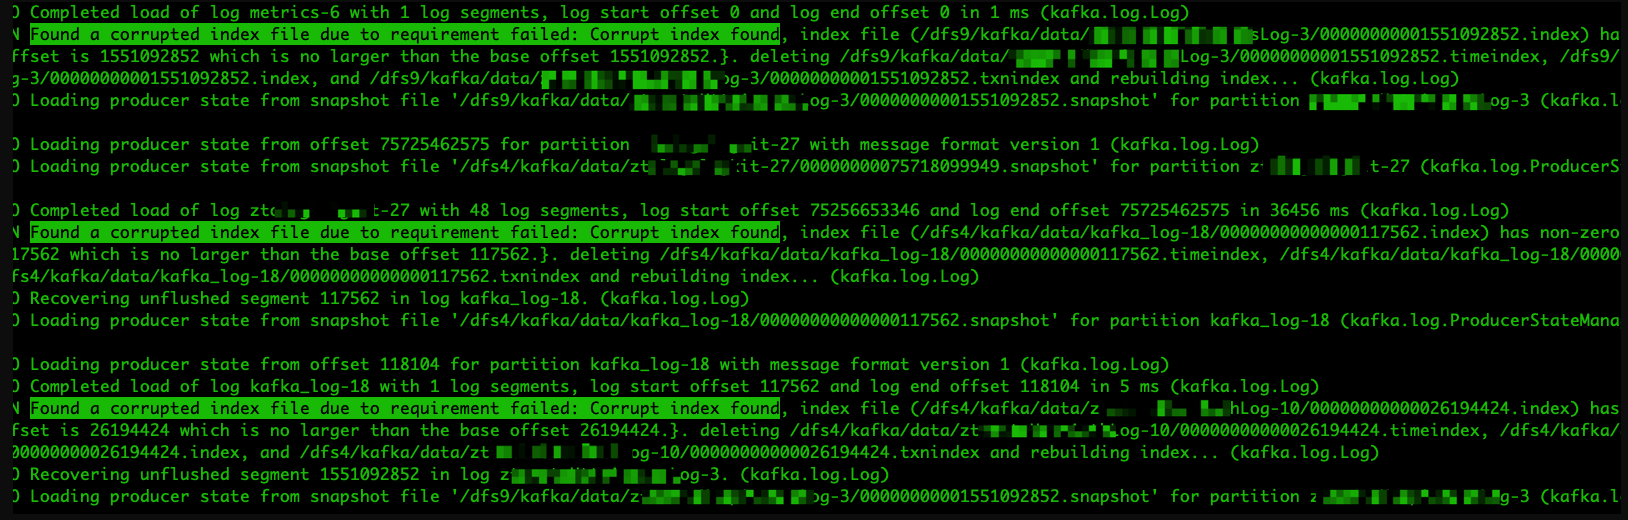 O Completed load of log metrics-6 with 1 log segments, log start offset 0 and log end offset 0 in 1 ms (kafka.log.Log)
N Found a corrupted index file due to requirement failed: Corrupt index found, index file (/dfs9/kafka/data/ sLog-3/00000000001551092852.index) ha
ffset is 1551092852 which is no larger than the base offset 1551092852.}. deleting /dfs9/kafka/data/ Log-3/00000000001551092852.timeindex, /dfs9/
g-3/00000000001551092852.index, and /dfs9/kafka/data/ og-3/00000000001551092852.txnindex and rebuilding index... (kafka.log.Log)
O Loading producer state from snapshot file '/dfs9/kafka/data/ og-3/00000000001551092852.snapshot' for partition og-3 (kafka.l
O Loading producer state from offset 75725462575 for partition it-27 with message format version 1 (kafka.log.Log)
O Loading producer state from snapshot file '/dfs4/kafka/data/zt it-27/00000000075718099949.snapshot' for partition z t-27 (kafka.log.ProducerS
O Completed load of log zt t-27 with 48 log segments, log start offset 75256653346 and log end offset 75725462575 in 36456 ms (kafka.log.Log)
N Found a corrupted index file due to requirement failed: Corrupt index found, index file (/dfs4/kafka/data/kafka_log-18/00000000000000117562.index) has non-zero
17562 which is no larger than the base offset 117562.}. deleting /dfs4/kafka/data/kafka_log-18/00000000000000117562.timeindex, /dfs4/kafka/data/kafka_log-18/0000
fs4/kafka/data/kafka_log-18/00000000000000117562.txnindex and rebuilding index... (kafka.log.Log)
O Recovering unflushed segment 117562 in log kafka_log-18. (kafka.log.Log)
O Loading producer state from snapshot file '/dfs4/kafka/data/kafka_log-18/00000000000000117562.snapshot' for partition kafka_log-18 (kafka.log.ProducerStateMana
O Loading producer state from offset 118104 for partition kafka_log-18 with message format version 1 (kafka.log.Log)
O Completed load of log kafka_log-18 with 1 log segments, log start offset 117562 and log end offset 118104 in 5 ms (kafka.log.Log)
N Found a corrupted index file due to requirement failed: Corrupt index found, index file (/dfs4/kafka/data/z hLog-10/00000000000026194424.index) has
fset is 26194424 which is no larger than the base offset 26194424.}. deleting /dfs4/kafka/data/zt og-10/00000000000026194424.timeindex, /dfs4/kafka/
00000000026194424.index, and /dfs4/kafka/data/zt og-10/00000000000026194424.txnindex and rebuilding index... (kafka.log.Log)
O Recovering unflushed segment 1551092852 in log z og-3. (kafka.log.Log)
O Loading producer state from snapshot file '/dfs9/kafka/data/z og-3/00000000001551092852.snapshot' for partition z g-3 (kafka.l